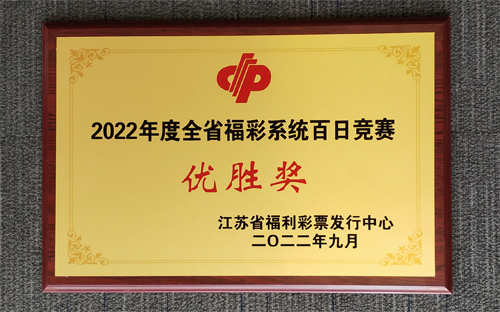 2022年度全省福彩系统百日竞赛
优胜奖
江苏省福利彩票发行中心
二〇二二年九月